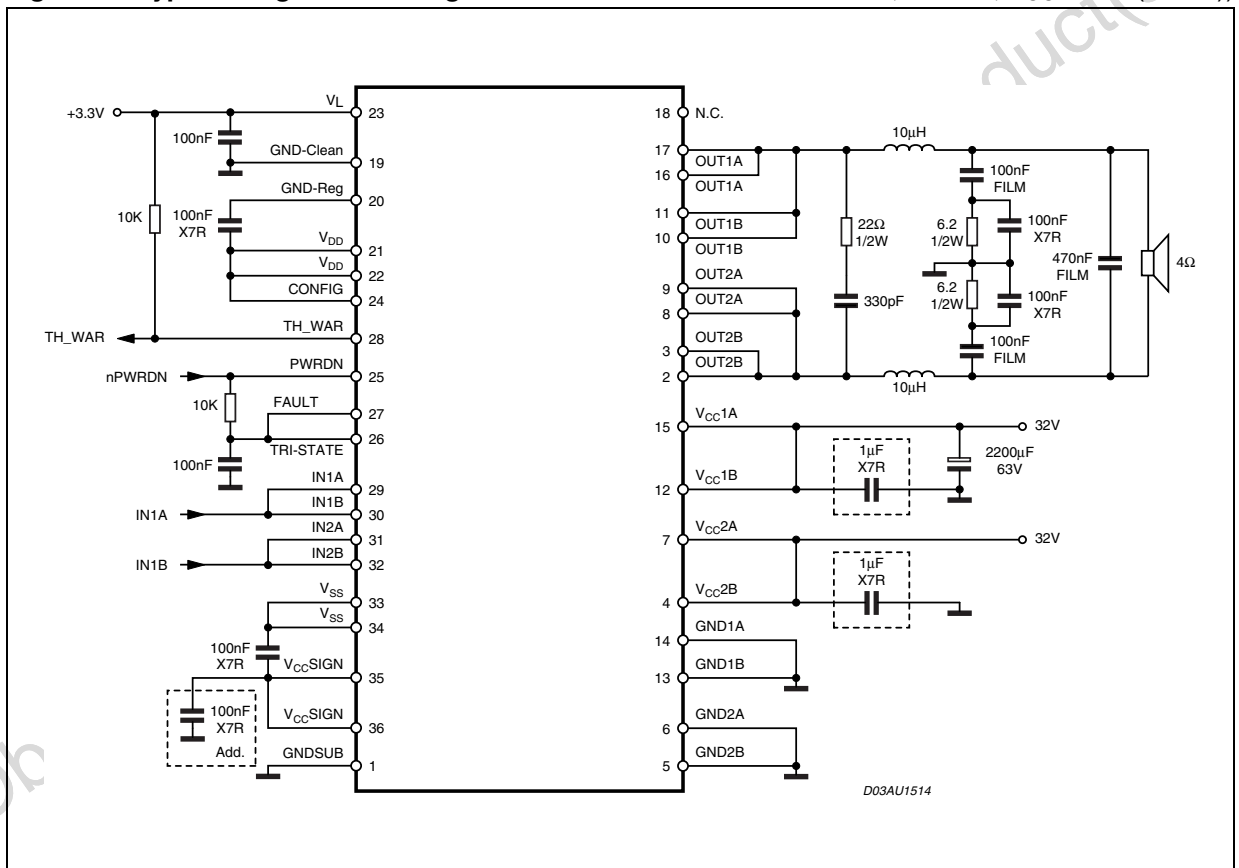 +3.3V
100nF
10K
100nF
X7R
TH_WAR
nPWRDN
10K
100nF
IN1A
IN1B
100nF
X7R
100nF
X7R
Add.
VL
23
GND-Clean
19
GND-Reg
20
VDD
21
VDD
22
CONFIG
24
TH_WAR
28
PWRDN
25
FAULT
27
26
TRI-STATE
IN1A
29
IN1B
30
IN2A
31
IN2B
32
VSS
33
VSS
34
VCCSIGN
35
VCCSIGN
36
GNDSUB
1
18 N.C.
17
OUT1A
16
OUT1A
11
OUT1B
10
OUT1B
OUT2A
9
OUT2A
8
OUT2B
3
OUT2B
2
15 VCC1A
12 VCC1B
7 VCC2A
4 VCC2B
14 GND1A
13 GND1B
6 GND2A
5 GND2B
10µH
22Ω
1/2W
330pF
100nF
FILM
6.2
1/2W
100nF
X7R
6.2
1/2W
100nF
X7R
100nF
FILM
470nF
FILM
4Ω
10µH
32V
1µF
X7R
2200µF
63V
32V
1µF
X7R
D03AU1514